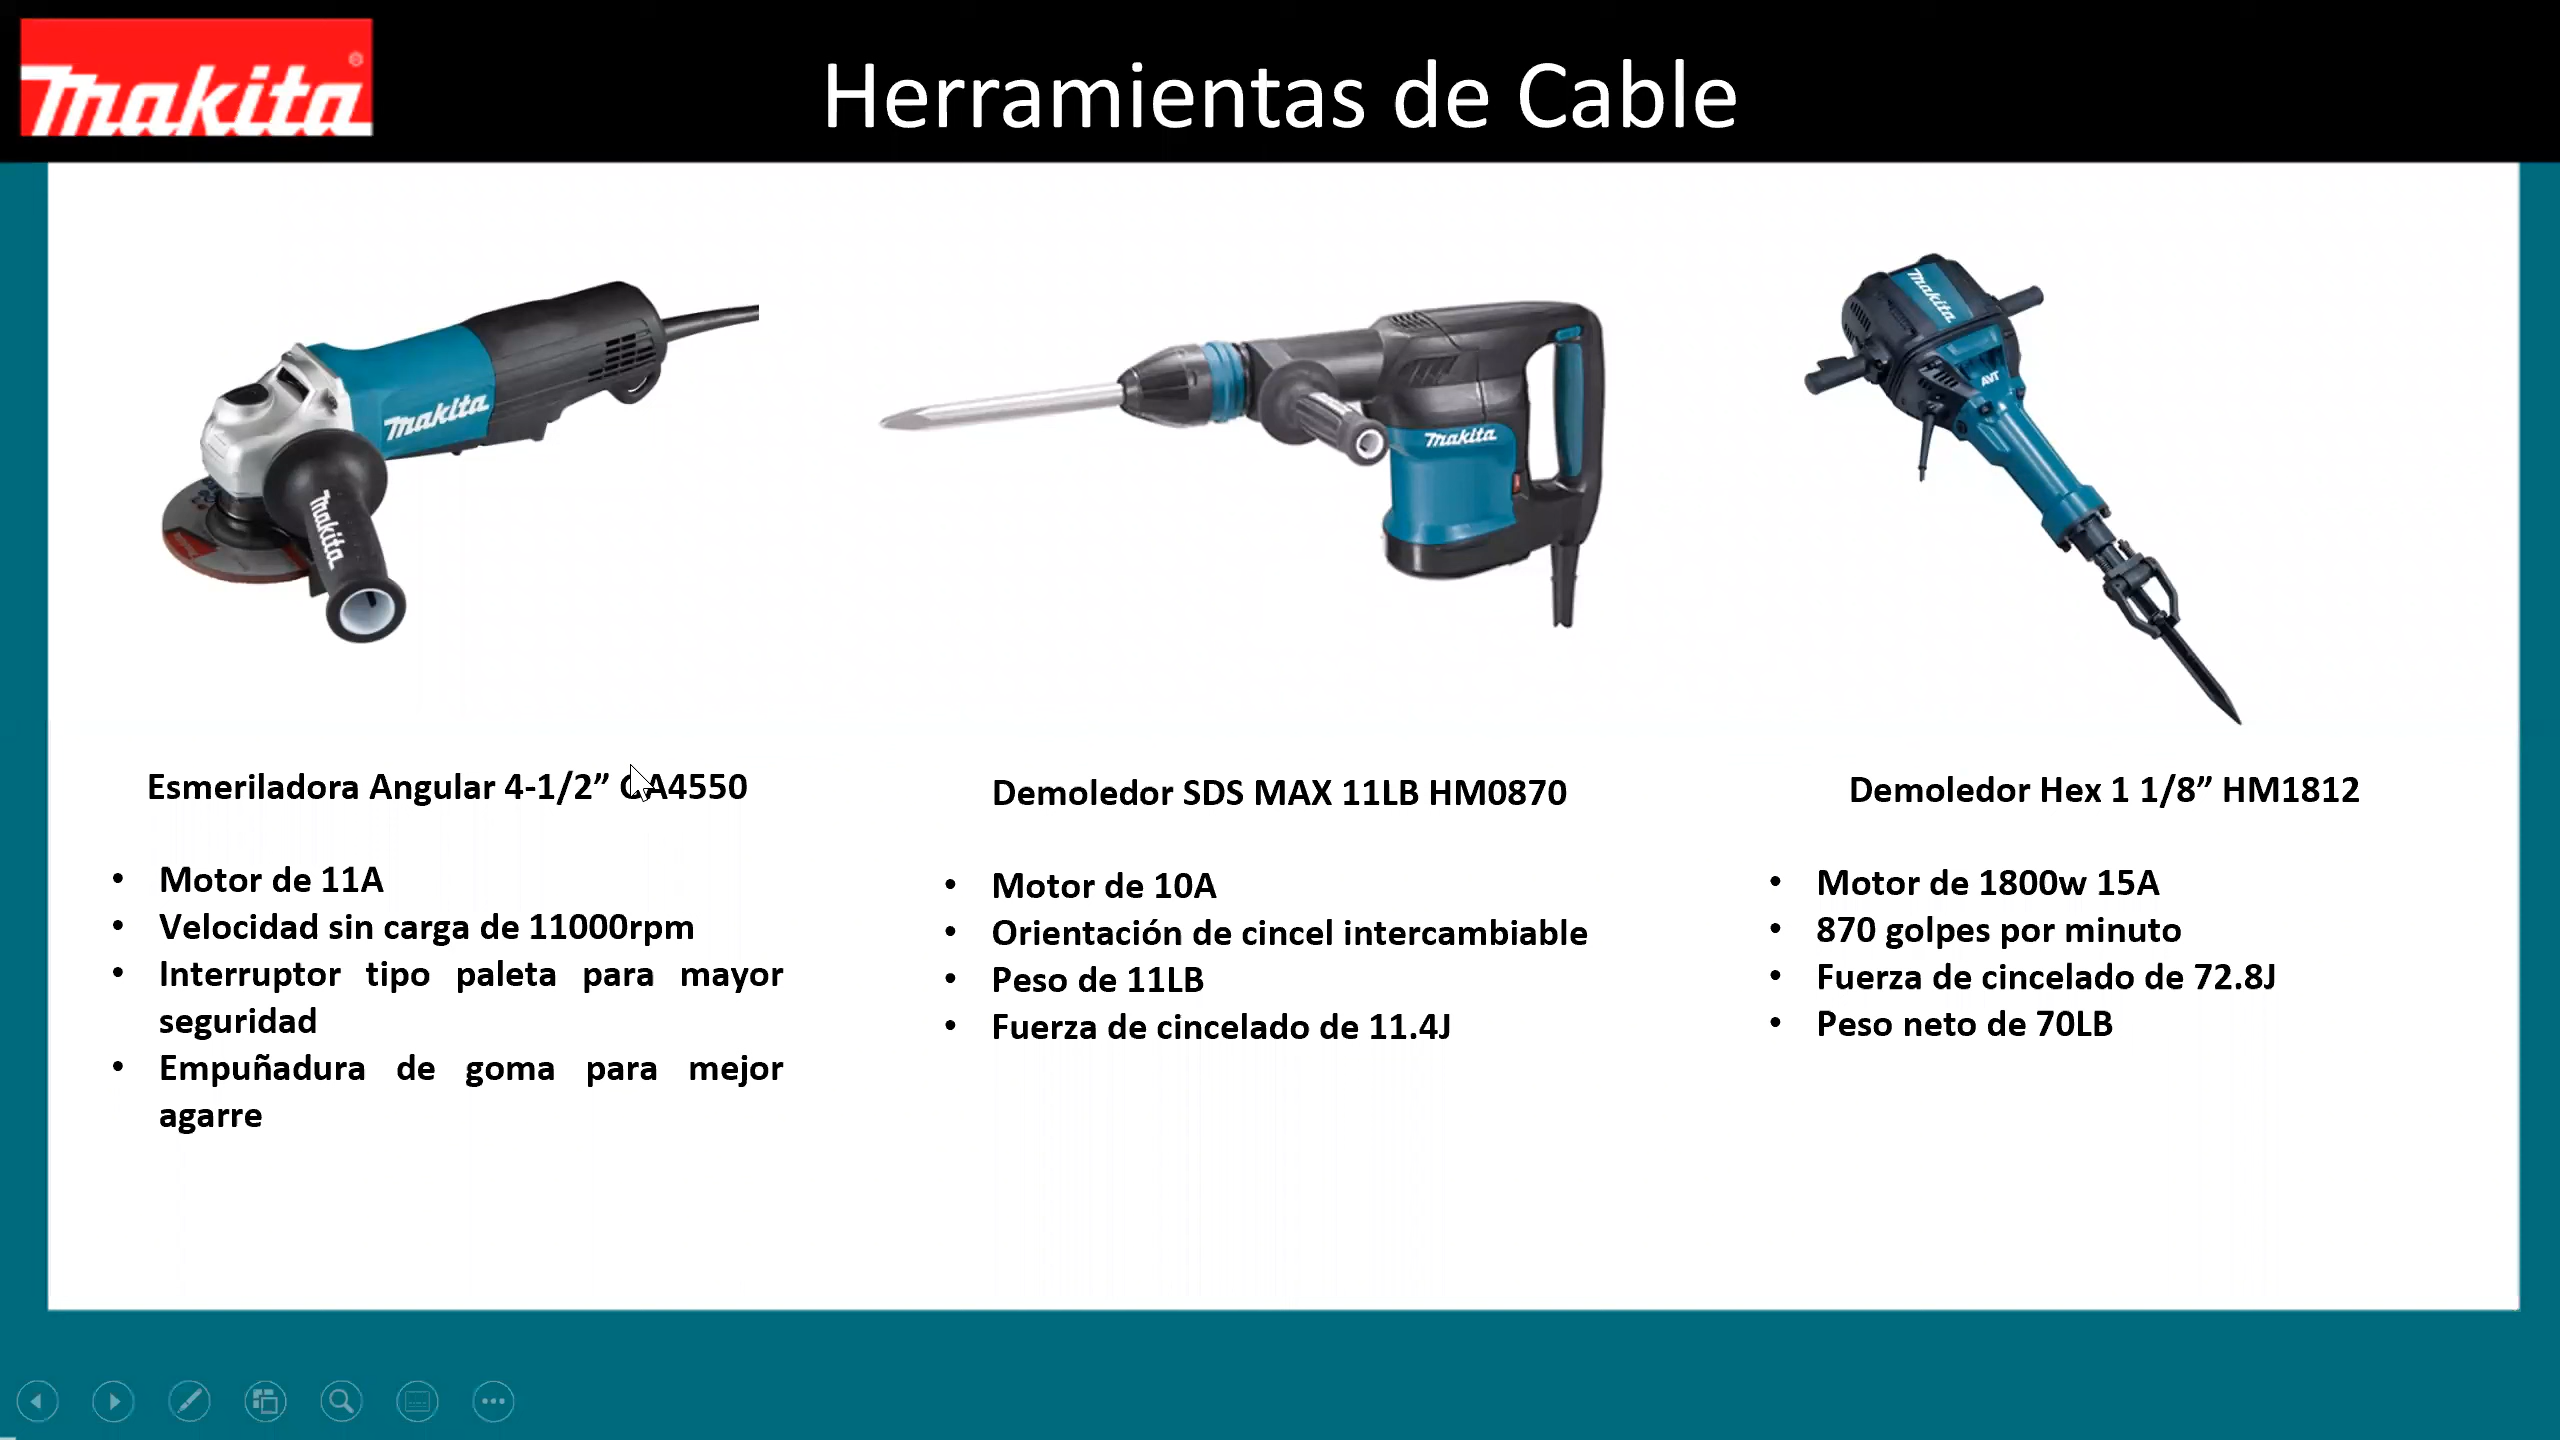 makita®
Herramientas de Cable
makita
makita
makita
makita
AVT
Esmeriladora Angular 4-1/2”
Motor de 11A
Velocidad sin carga de 11000rpm
Interruptor tipo paleta para mayor
seguridad
Empuñadura de goma para mejor
agarre
Demoledor SDS MAX 11LB HM0870
Motor de 10A
Orientación de cincel intercambiable
Peso de 11LB
Fuerza de cincelado de 11.4J
Demoledor Hex 1 1/8” HM1812
Motor de 1800w 15A
870 golpes por minuto
Fuerza de cincelado de 72.8J
Peso neto de 70LB